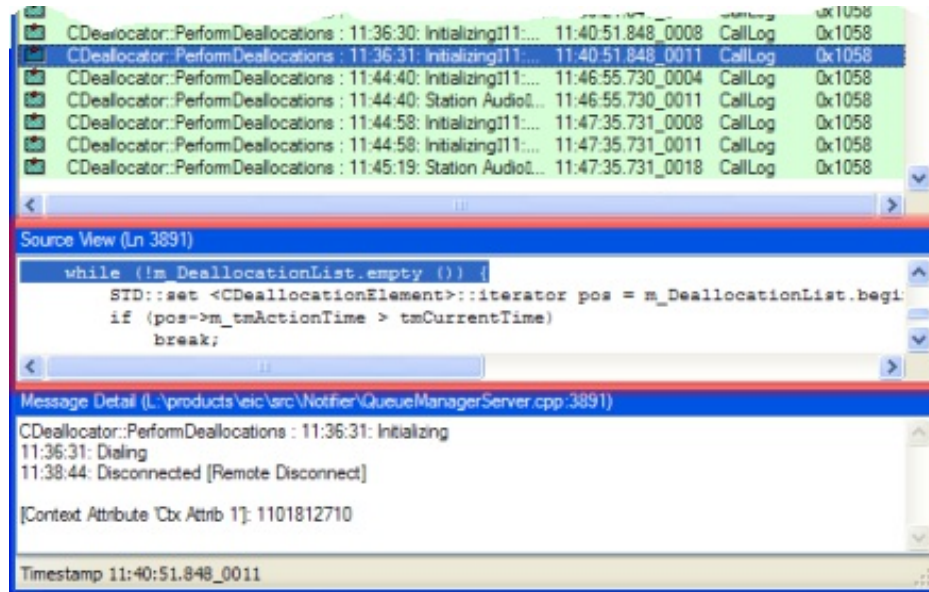 CDeallocator::PerformDeallocations : 11:36:30: Initializing111:... 11:40:51.848_0008 CallLog 0x1058
CDeallocator::PerformDeallocations : 11:36:31: Initializing111:... 11:40:51.848_0011 CallLog 0x1058
CDeallocator::PerformDeallocations : 11:44:40: Initializing111:... 11:46:55.730_0004 CallLog 0x1058
CDeallocator::PerformDeallocations : 11:44:40: Station Audio... 11:46:55.730_0011 CallLog 0x1058
CDeallocator::PerformDeallocations : 11:44:58: Initializing111:... 11:47:35.731_0008 CallLog 0x1058
CDeallocator::PerformDeallocations : 11:44:58: Initializing111:... 11:47:35.731_0011 CallLog 0x1058
CDeallocator::PerformDeallocations : 11:45:19: Station Audio... 11:47:35.731_0018 CallLog 0x1058
Source View (Ln 3891)
while (!m_DeallocationList.empty ()) {
STD::set <CDeallocationElement>::iterator pos = m_DeallocationList.begi
if (pos->m_tmActionTime > tmCurrentTime)
break;
Message Detail (L:\products\eic\src\Notifier\QueueManagerServer.cpp:3891)
CDeallocator::PerformDeallocations : 11:36:31: Initializing
11:36:31: Dialing
11:38:44: Disconnected [Remote Disconnect]
[Context Attribute 'Ctx Attrib 1']: 1101812710
Timestamp 11:40:51.848_0011